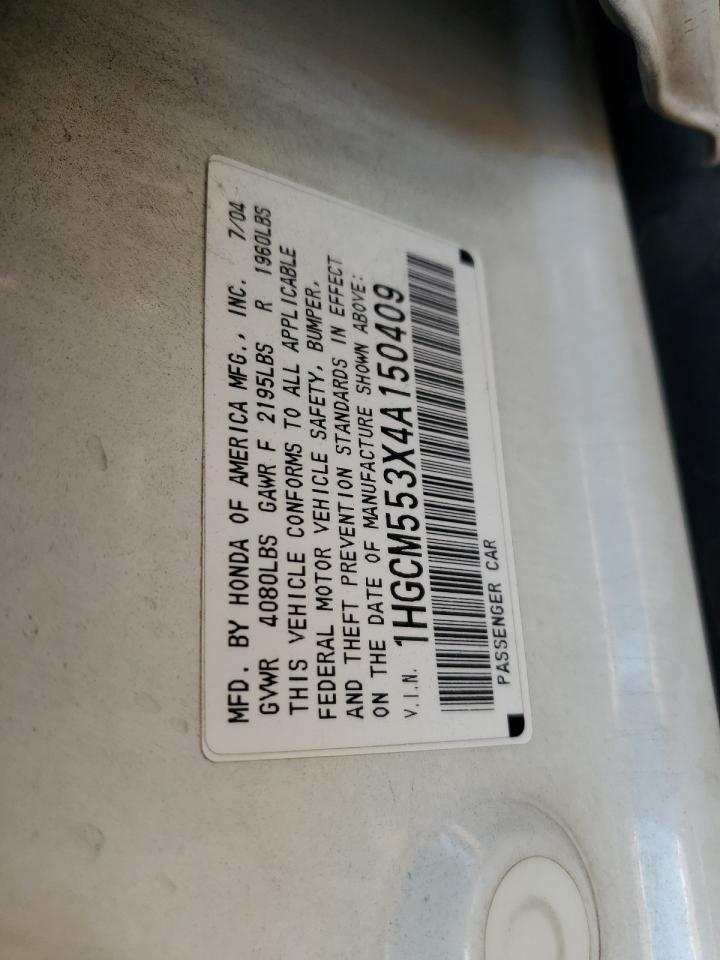 MFD. BY HONDA OF AMERICA MFG., INC. 7/04
GVWR 4080LBS GAWR F 2195LBS R 1960LBS
THIS VEHICLE CONFORMS TO ALL APPLICABLE
FEDERAL MOTOR VEHICLE SAFETY, BUMPER,
AND THEFT PREVENTION STANDARDS IN EFFECT
ON THE DATE OF MANUFACTURE SHOWN ABOVE:
V.I.N. 1HGCM553X4A150409
PASSENGER CAR